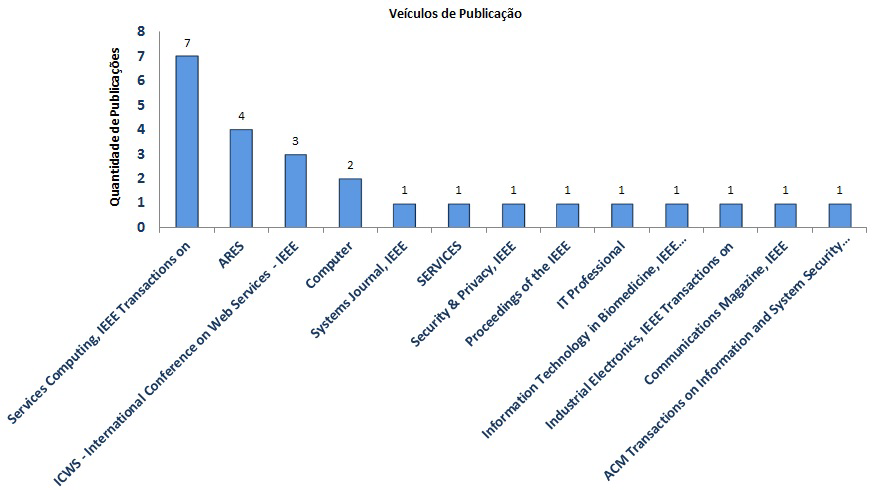 Veículos de Publicação
Quantidade de Publicações
8
7
6
5
4
3
2
1
0
7
4
3
2
1
1
1
1
1
1
1
1
1
Services Computing, IEEE Transactions on
ARES
ICWS - International Conference on Web Services - IEEE
Computer
Systems Journal, IEEE
SERVICES
Security & Privacy, IEEE
Proceedings of the IEEE
IT Professional
Information Technology in Biomedicine, IEEE...
Industrial Electronics, IEEE Transactions on
Communications Magazine, IEEE
ACM Transactions on Information and System Security...